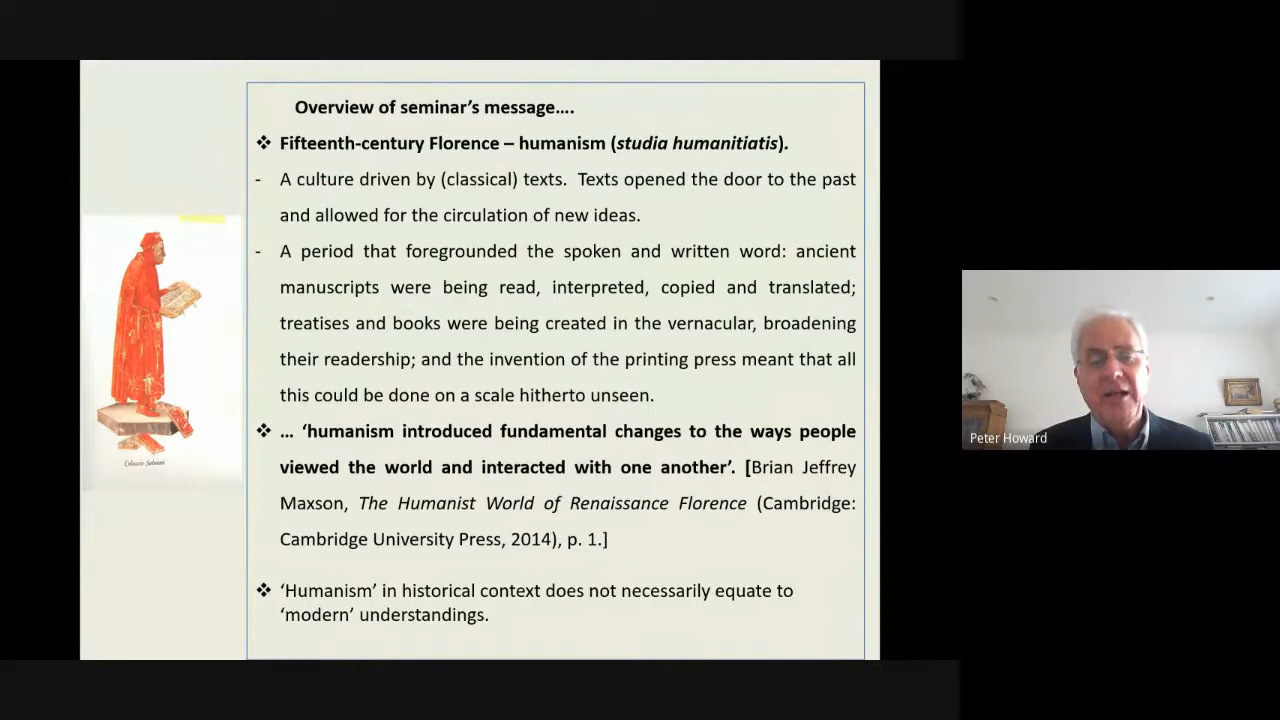 Overview of seminar's message....
❖ Fifteenth-century Florence – humanism (studia humanitiatis).
- A culture driven by (classical) texts. Texts opened the door to the past
and allowed for the circulation of new ideas.
- A period that foregrounded the spoken and written word: ancient
manuscripts were being read, interpreted, copied and translated;
treatises and books were being created in the vernacular, broadening
their readership; and the invention of the printing press meant that all
this could be done on a scale hitherto unseen.
❖ ... ‘humanism introduced fundamental changes to the ways people
viewed the world and interacted with one another’. [Brian Jeffrey
Maxson, The Humanist World of Renaissance Florence (Cambridge:
Cambridge University Press, 2014), p. 1.]
❖ ‘Humanism’ in historical context does not necessarily equate to
‘modern’ understandings.
Peter Howard